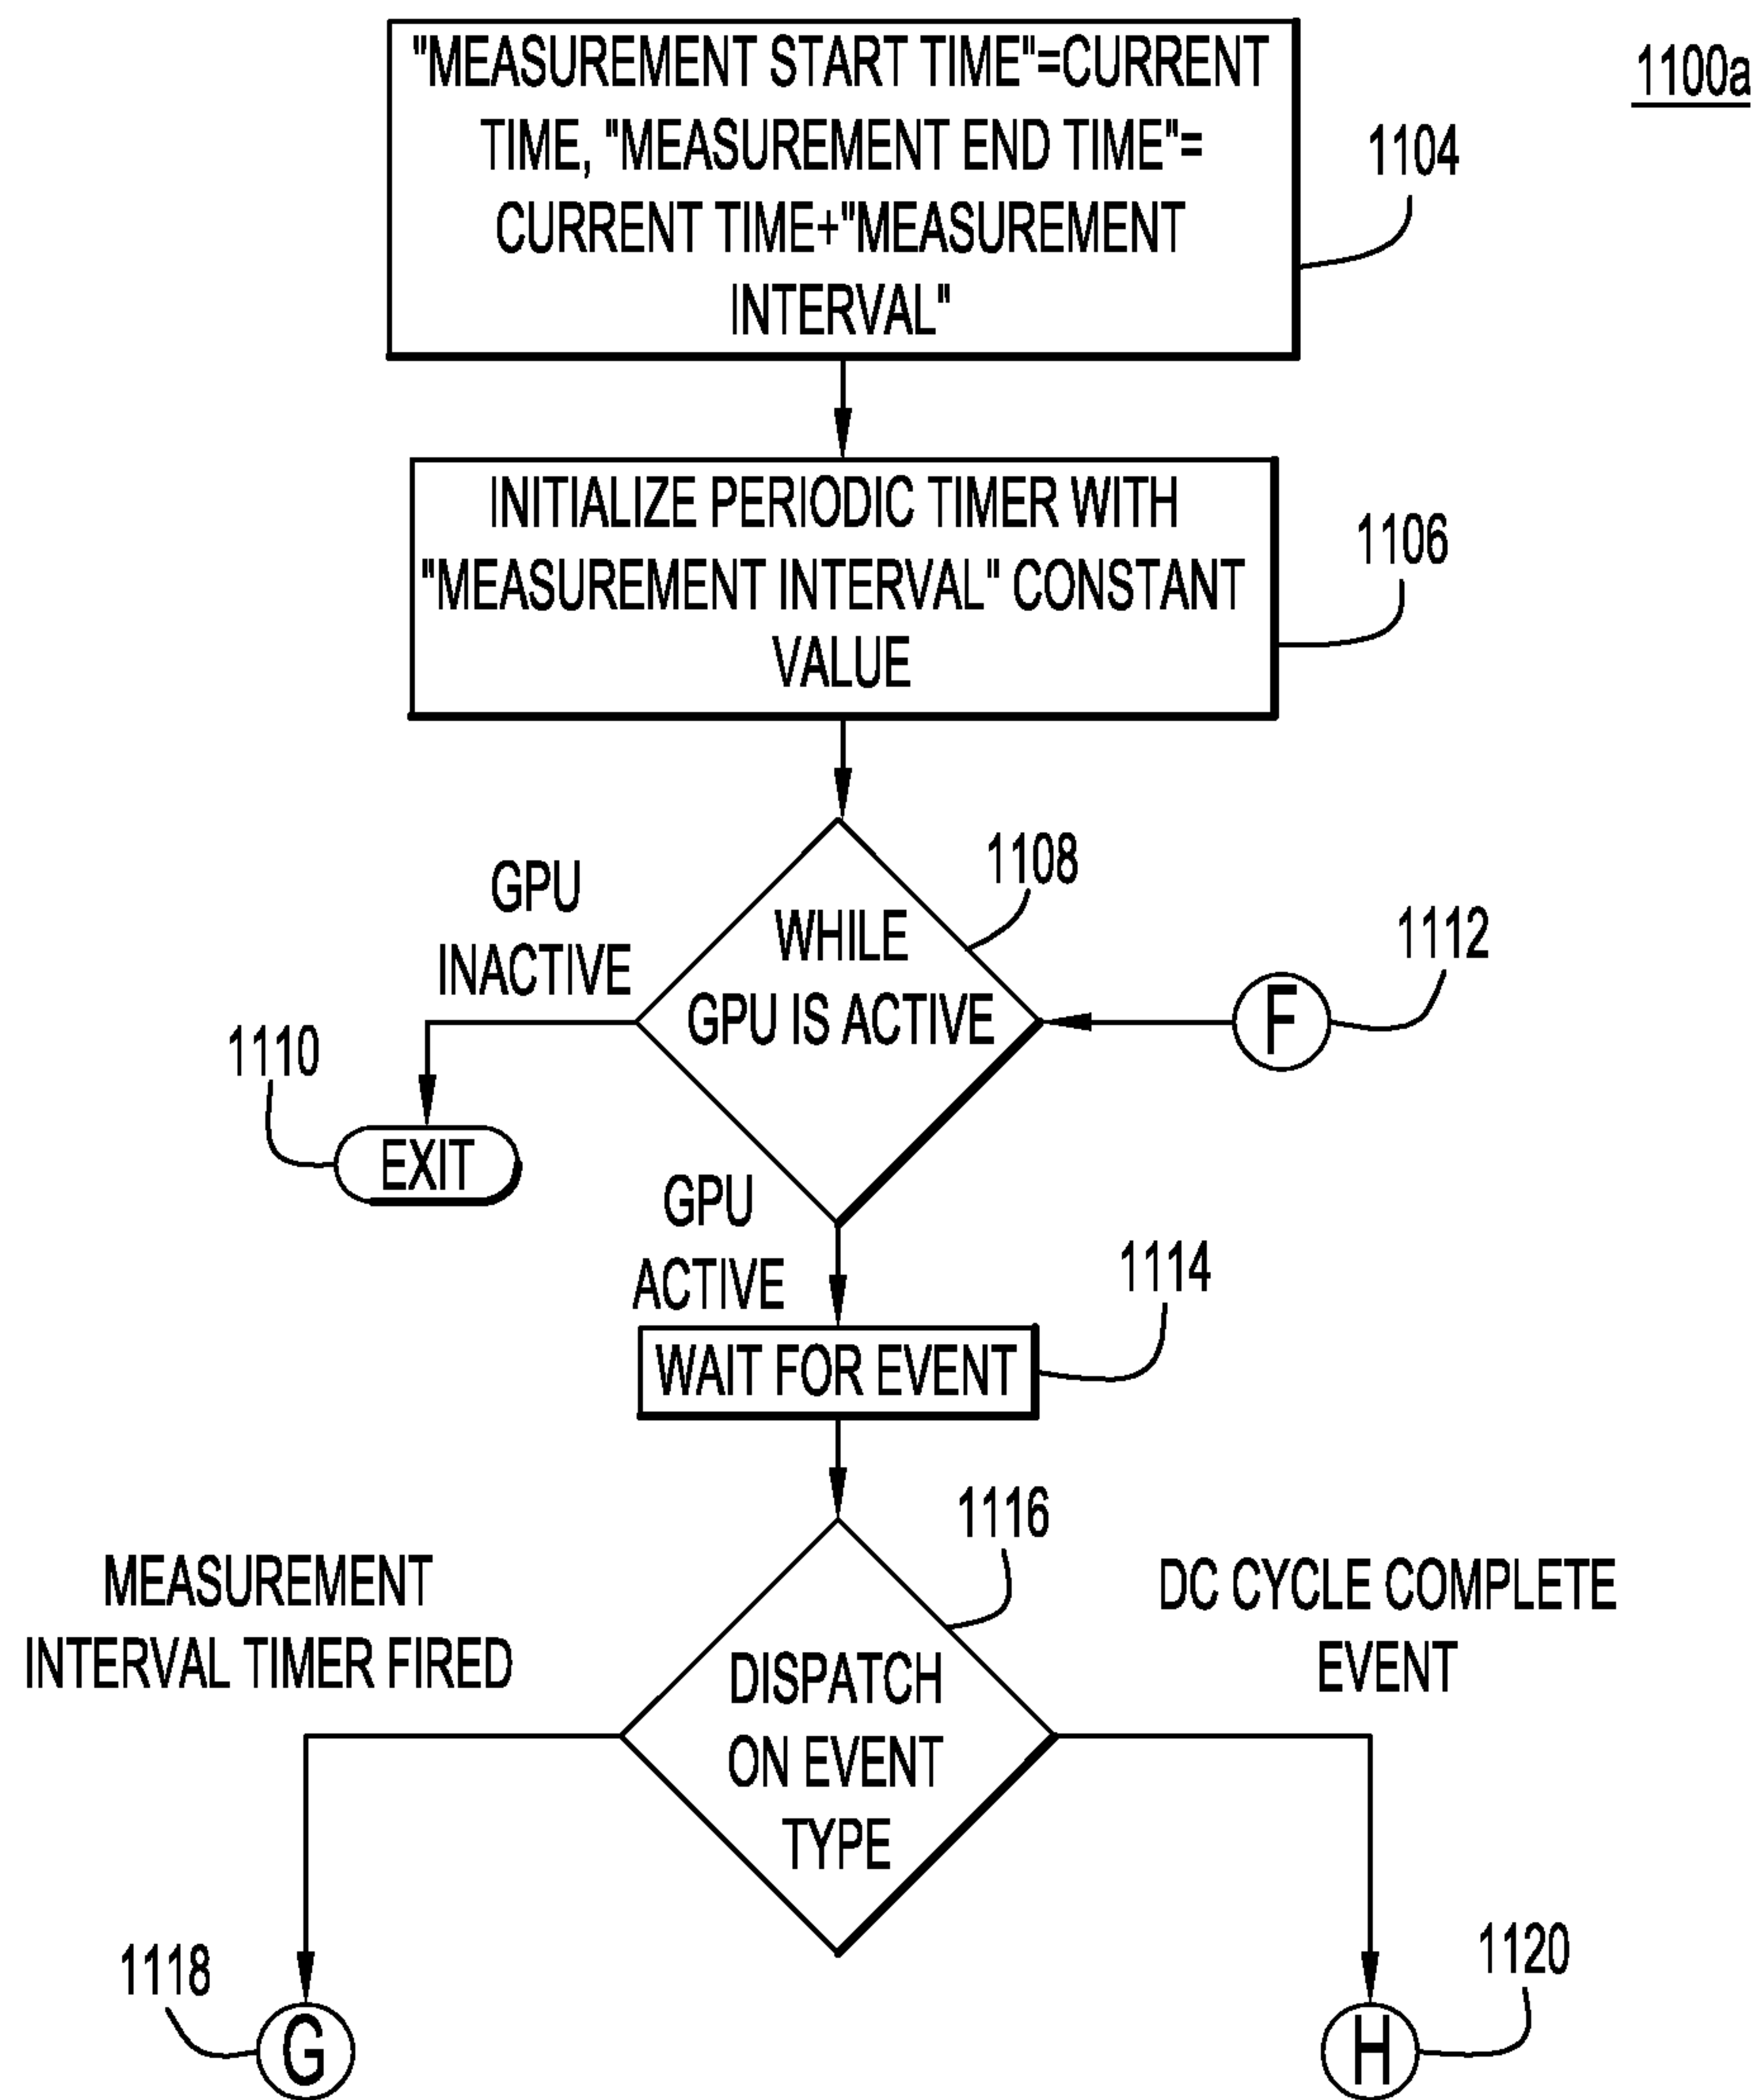 1100a
"MEASUREMENT START TIME"=CURRENT
TIME, "MEASUREMENT END TIME"=
CURRENT TIME+"MEASUREMENT
INTERVAL"
1104
INITIALIZE PERIODIC TIMER WITH
"MEASUREMENT INTERVAL" CONSTANT
VALUE
1106
WHILE
GPU IS ACTIVE
1108
GPU
INACTIVE
1110
EXIT
F
1112
GPU
ACTIVE
WAIT FOR EVENT
1114
DISPATCH
ON EVENT
TYPE
1116
MEASUREMENT
INTERVAL TIMER FIRED
DC CYCLE COMPLETE
EVENT
1118
G
1120
H